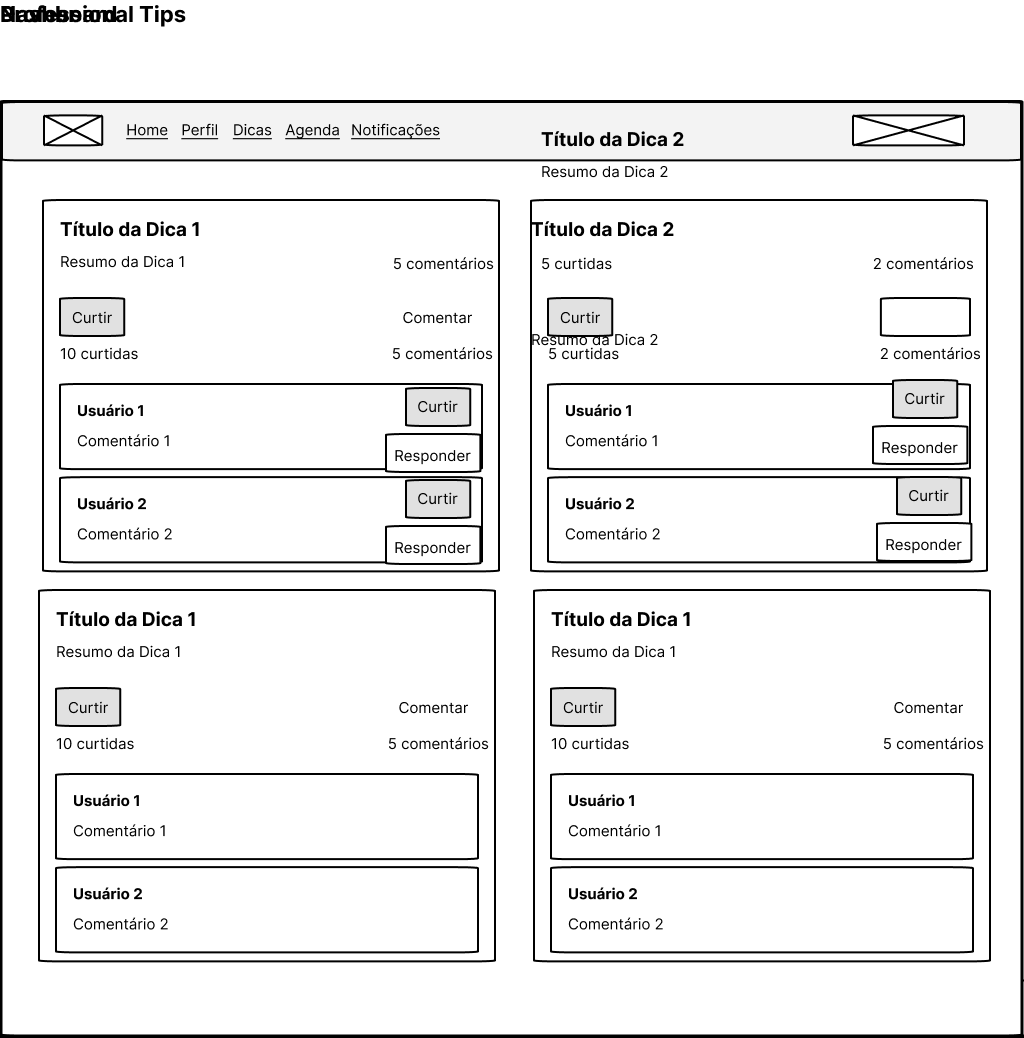 Professional Tips
Home Perfil Dicas Agenda Notificações
Título da Dica 2
Resumo da Dica 2
Título da Dica 1
Resumo da Dica 1
5 comentários
Curtir
Comentar
10 curtidas
5 comentários
Usuário 1
Comentário 1
Curtir
Responder
Usuário 2
Comentário 2
Curtir
Responder
Título da Dica 2
5 curtidas
2 comentários
Curtir
Resumo da Dica 2
5 curtidas
2 comentários
Usuário 1
Comentário 1
Curtir
Responder
Usuário 2
Comentário 2
Curtir
Responder
Título da Dica 1
Resumo da Dica 1
Curtir
Comentar
10 curtidas
5 comentários
Usuário 1
Comentário 1
Usuário 2
Comentário 2
Título da Dica 1
Resumo da Dica 1
Curtir
Comentar
10 curtidas
5 comentários
Usuário 1
Comentário 1
Usuário 2
Comentário 2